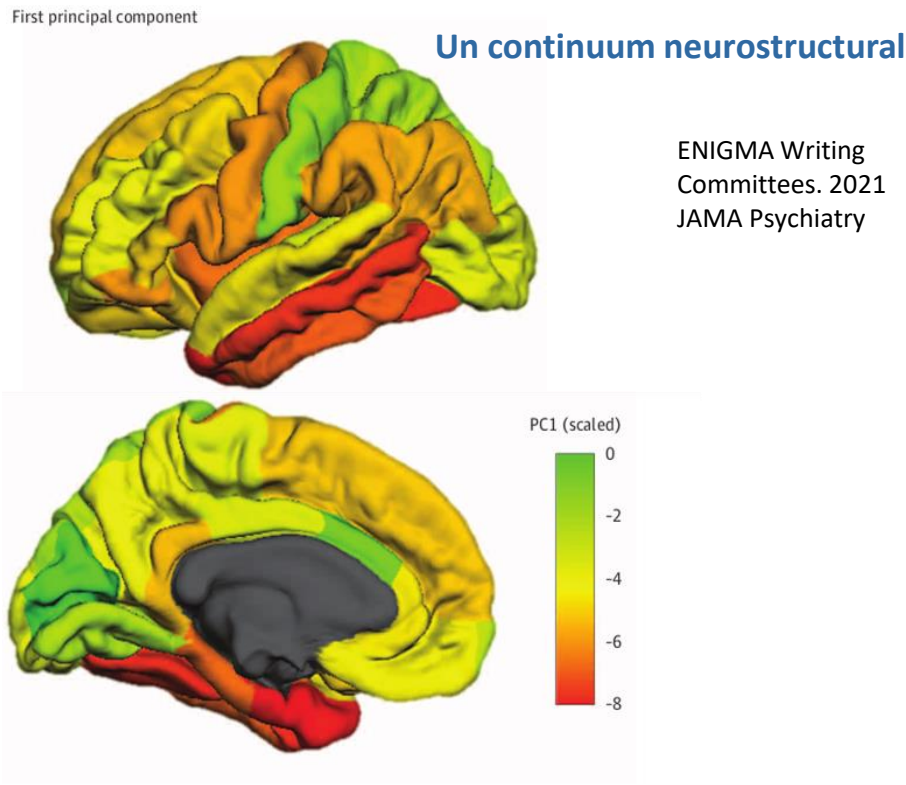 First principal component
Un continuum neurostructural
ENIGMA Writing
Committees. 2021
JAMA Psychiatry
PC1 (scaled)
0
-2
-4
-6
-8